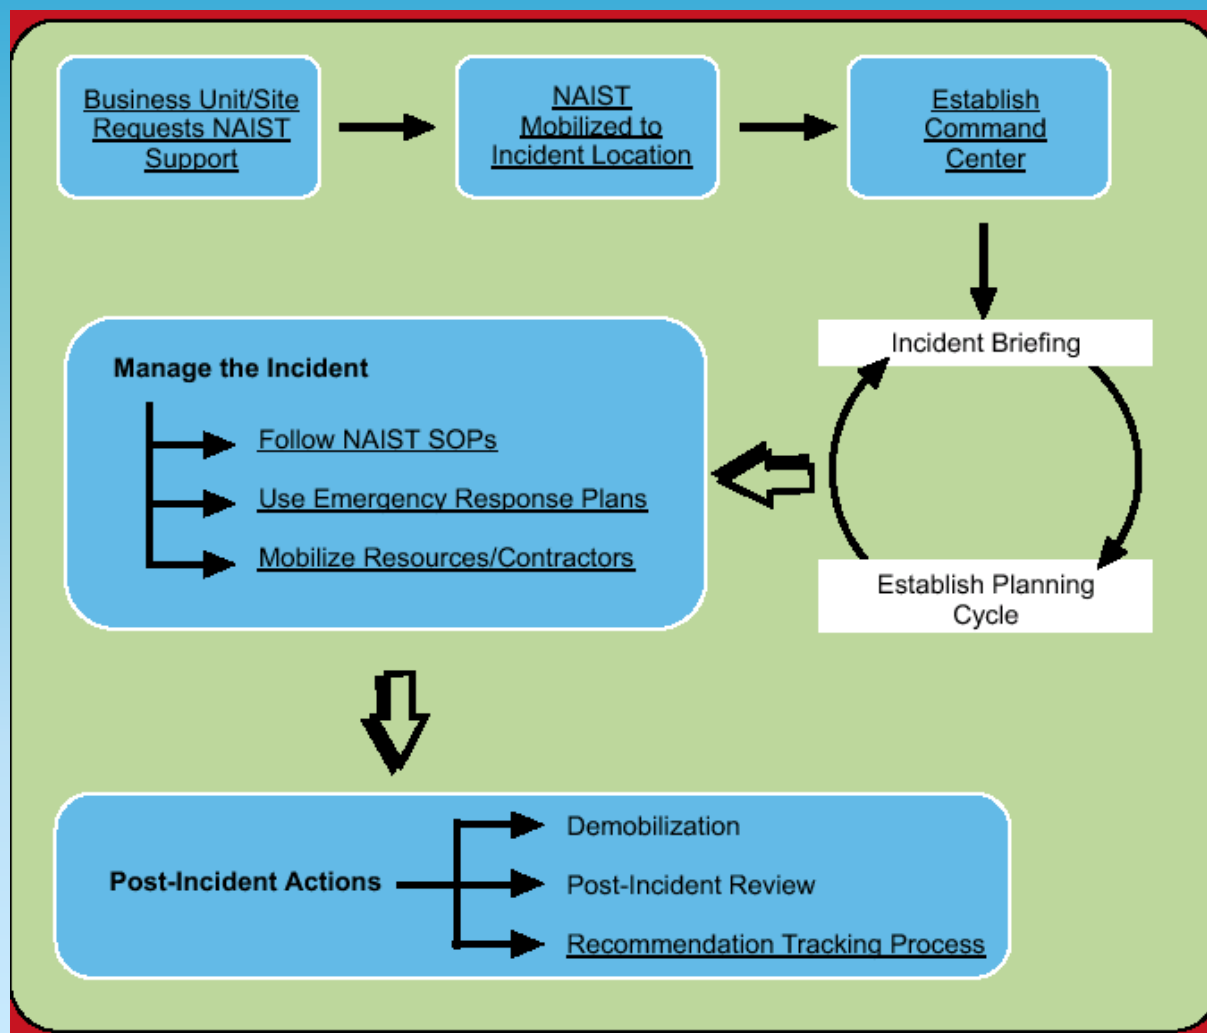 Business Unit/Site
Requests NAIST
Support
NAIST
Mobilized to
Incident Location
Establish
Command
Center
Incident Briefing
Establish Planning
Cycle
Manage the Incident
Follow NAIST SOPs
Use Emergency Response Plans
Mobilize Resources/Contractors
Post-Incident Actions
Demobilization
Post-Incident Review
Recommendation Tracking Process